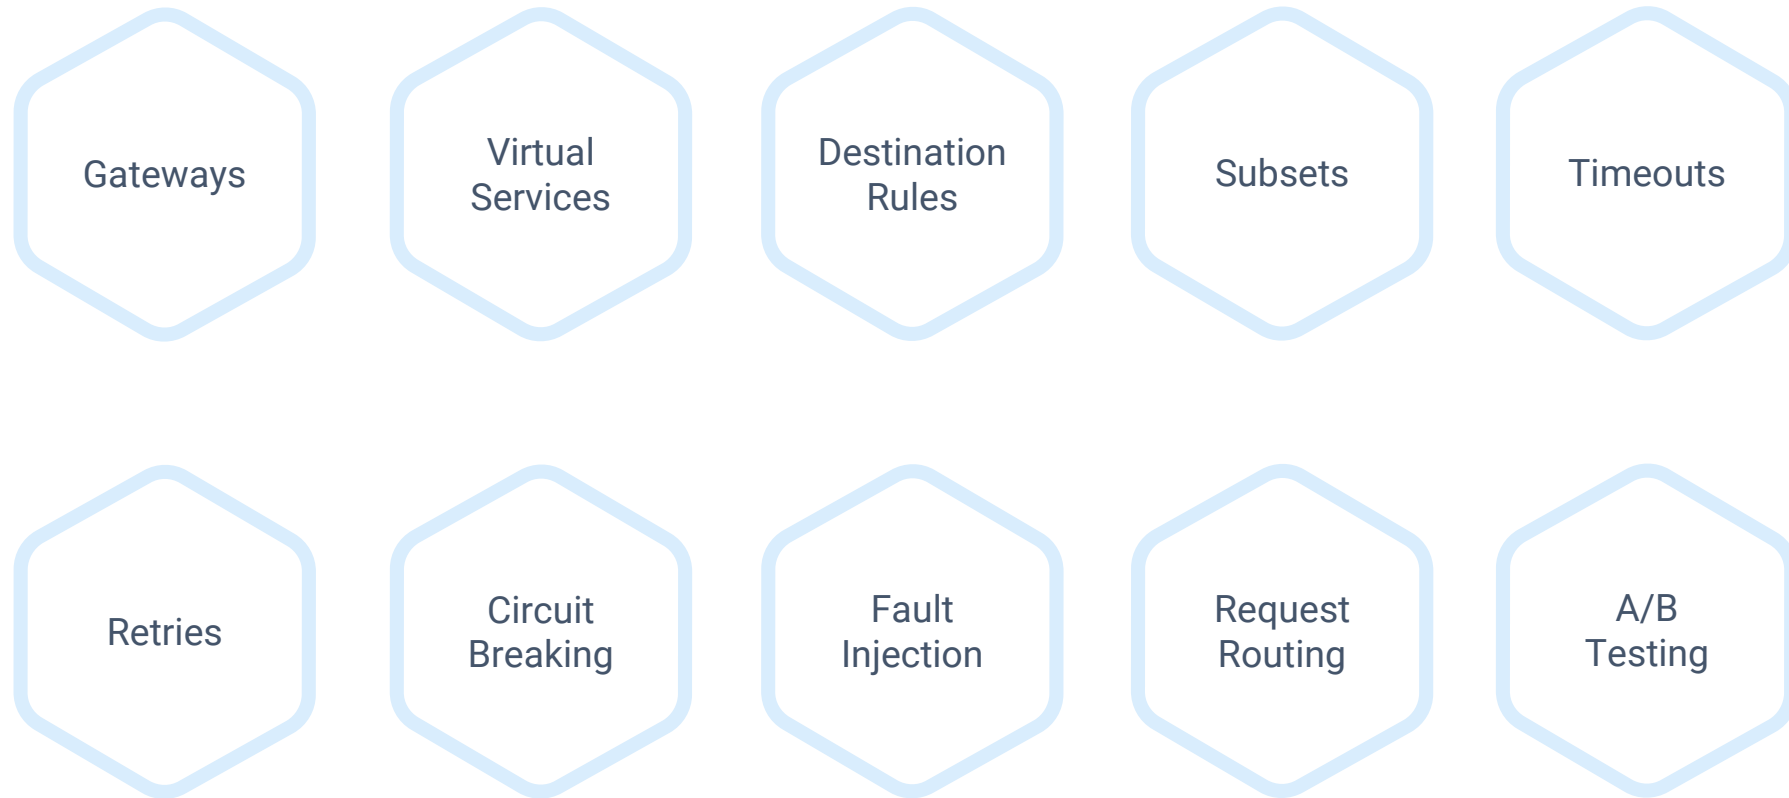 Gateways
Virtual
Services
Destination
Rules
Subsets
Timeouts
Retries
Circuit
Breaking
Fault
Injection
Request
Routing
A/B
Testing